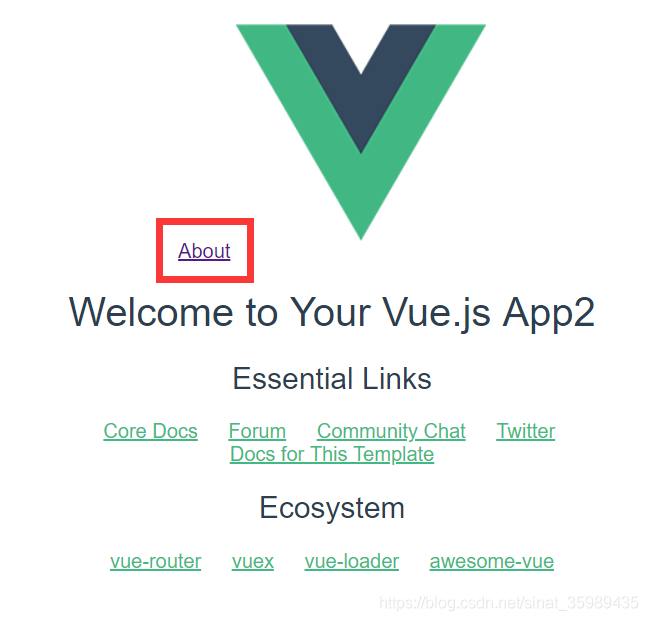 About
Welcome to Your Vue.js App2
Essential Links
Core Docs Forum Community Chat Twitter
Docs for This Template
Ecosystem
vue-router vuex vue-loader awesome-vue
https://blog.csdn.net/sinat_35989435